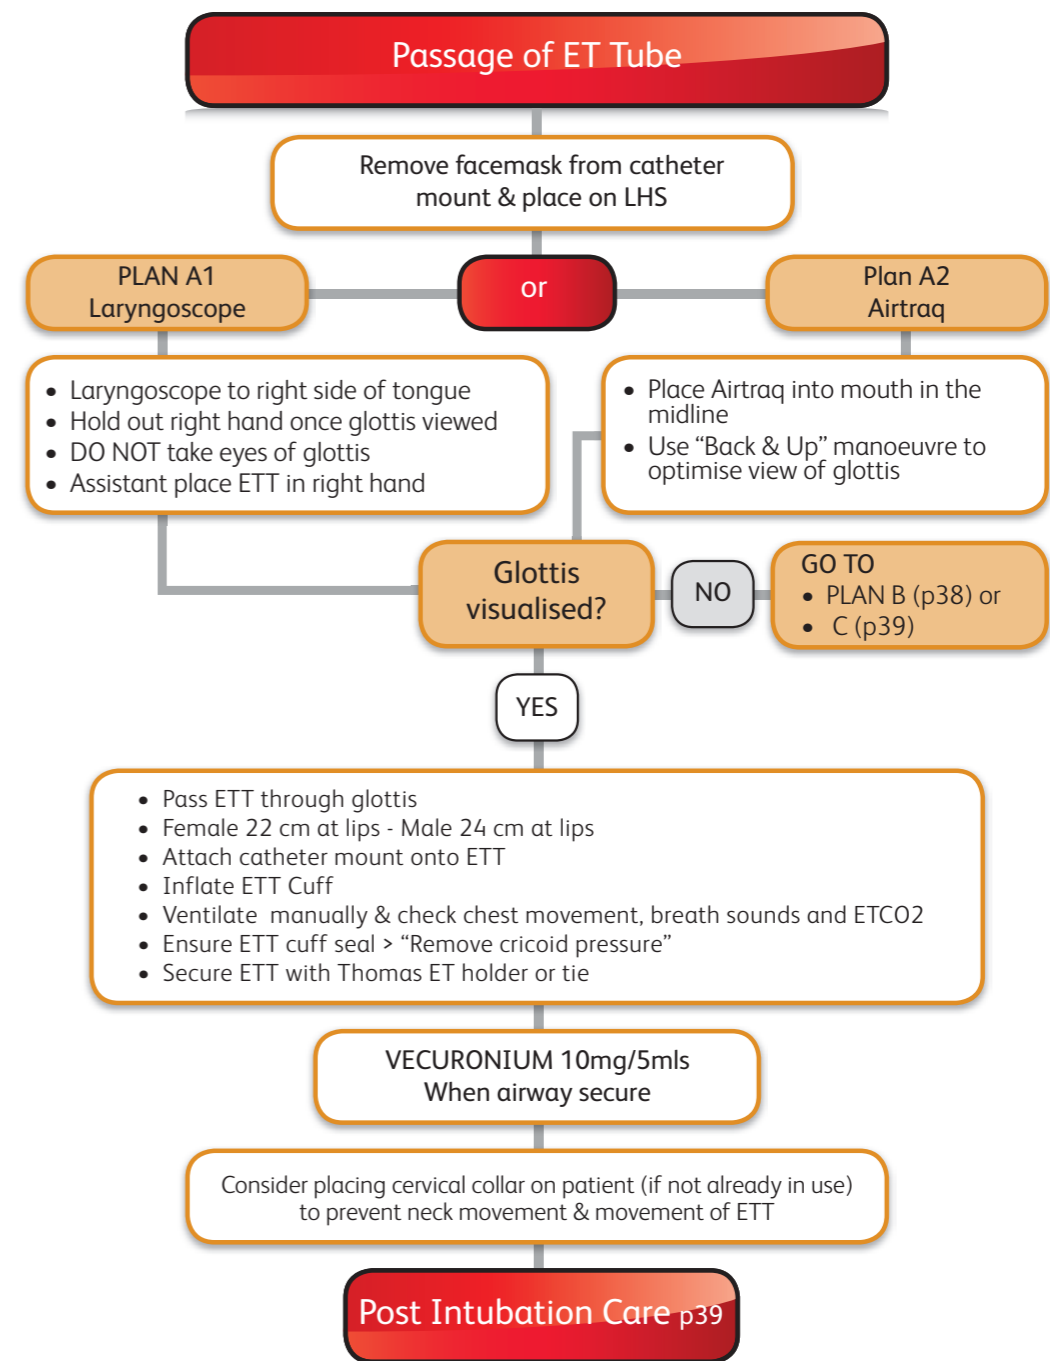 Passage of ET Tube
Remove facemask from catheter
mount & place on LHS
PLAN A1
Laryngoscope
or
Plan A2
Airtraq
• Laryngoscope to right side of tongue
• Hold out right hand once glottis viewed
• DO NOT take eyes of glottis
• Assistant place ETT in right hand
• Place Airtraq into mouth in the
midline
• Use “Back & Up” manoeuvre to
optimise view of glottis
Glottis
visualised?
NO
GO TO
• PLAN B (p38) or
• C (p39)
YES
• Pass ETT through glottis
• Female 22 cm at lips - Male 24 cm at lips
• Attach catheter mount onto ETT
• Inflate ETT Cuff
• Ventilate manually & check chest movement, breath sounds and ETCO2
• Ensure ETT cuff seal > “Remove cricoid pressure”
• Secure ETT with Thomas ET holder or tie
VECURONIUM 10mg/5mls
When airway secure
Consider placing cervical collar on patient (if not already in use)
to prevent neck movement & movement of ETT
Post Intubation Care p39